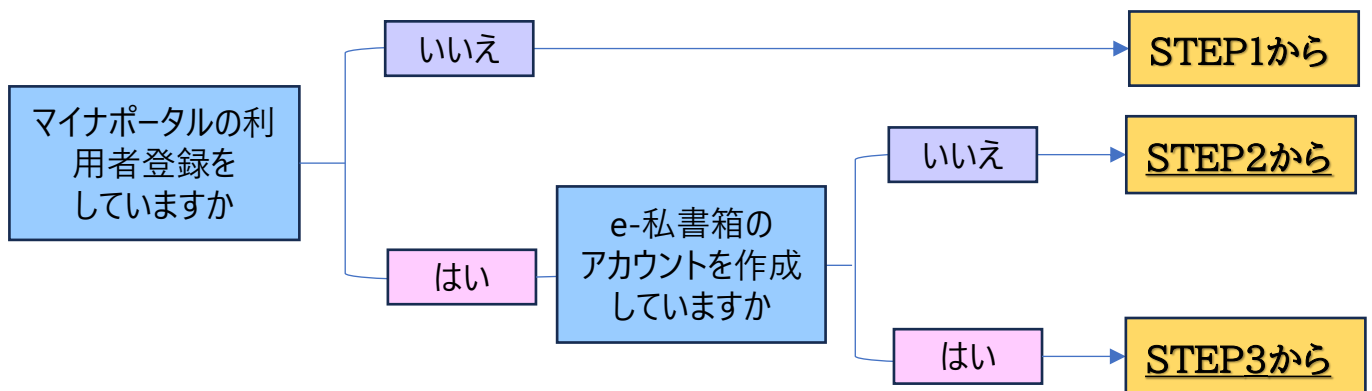 マイナポータルの利
用者登録を
していますか
いいえ
STEP1から
はい
e-私書箱の
アカウントを作成
していますか
いいえ
STEP2から
はい
STEP3から